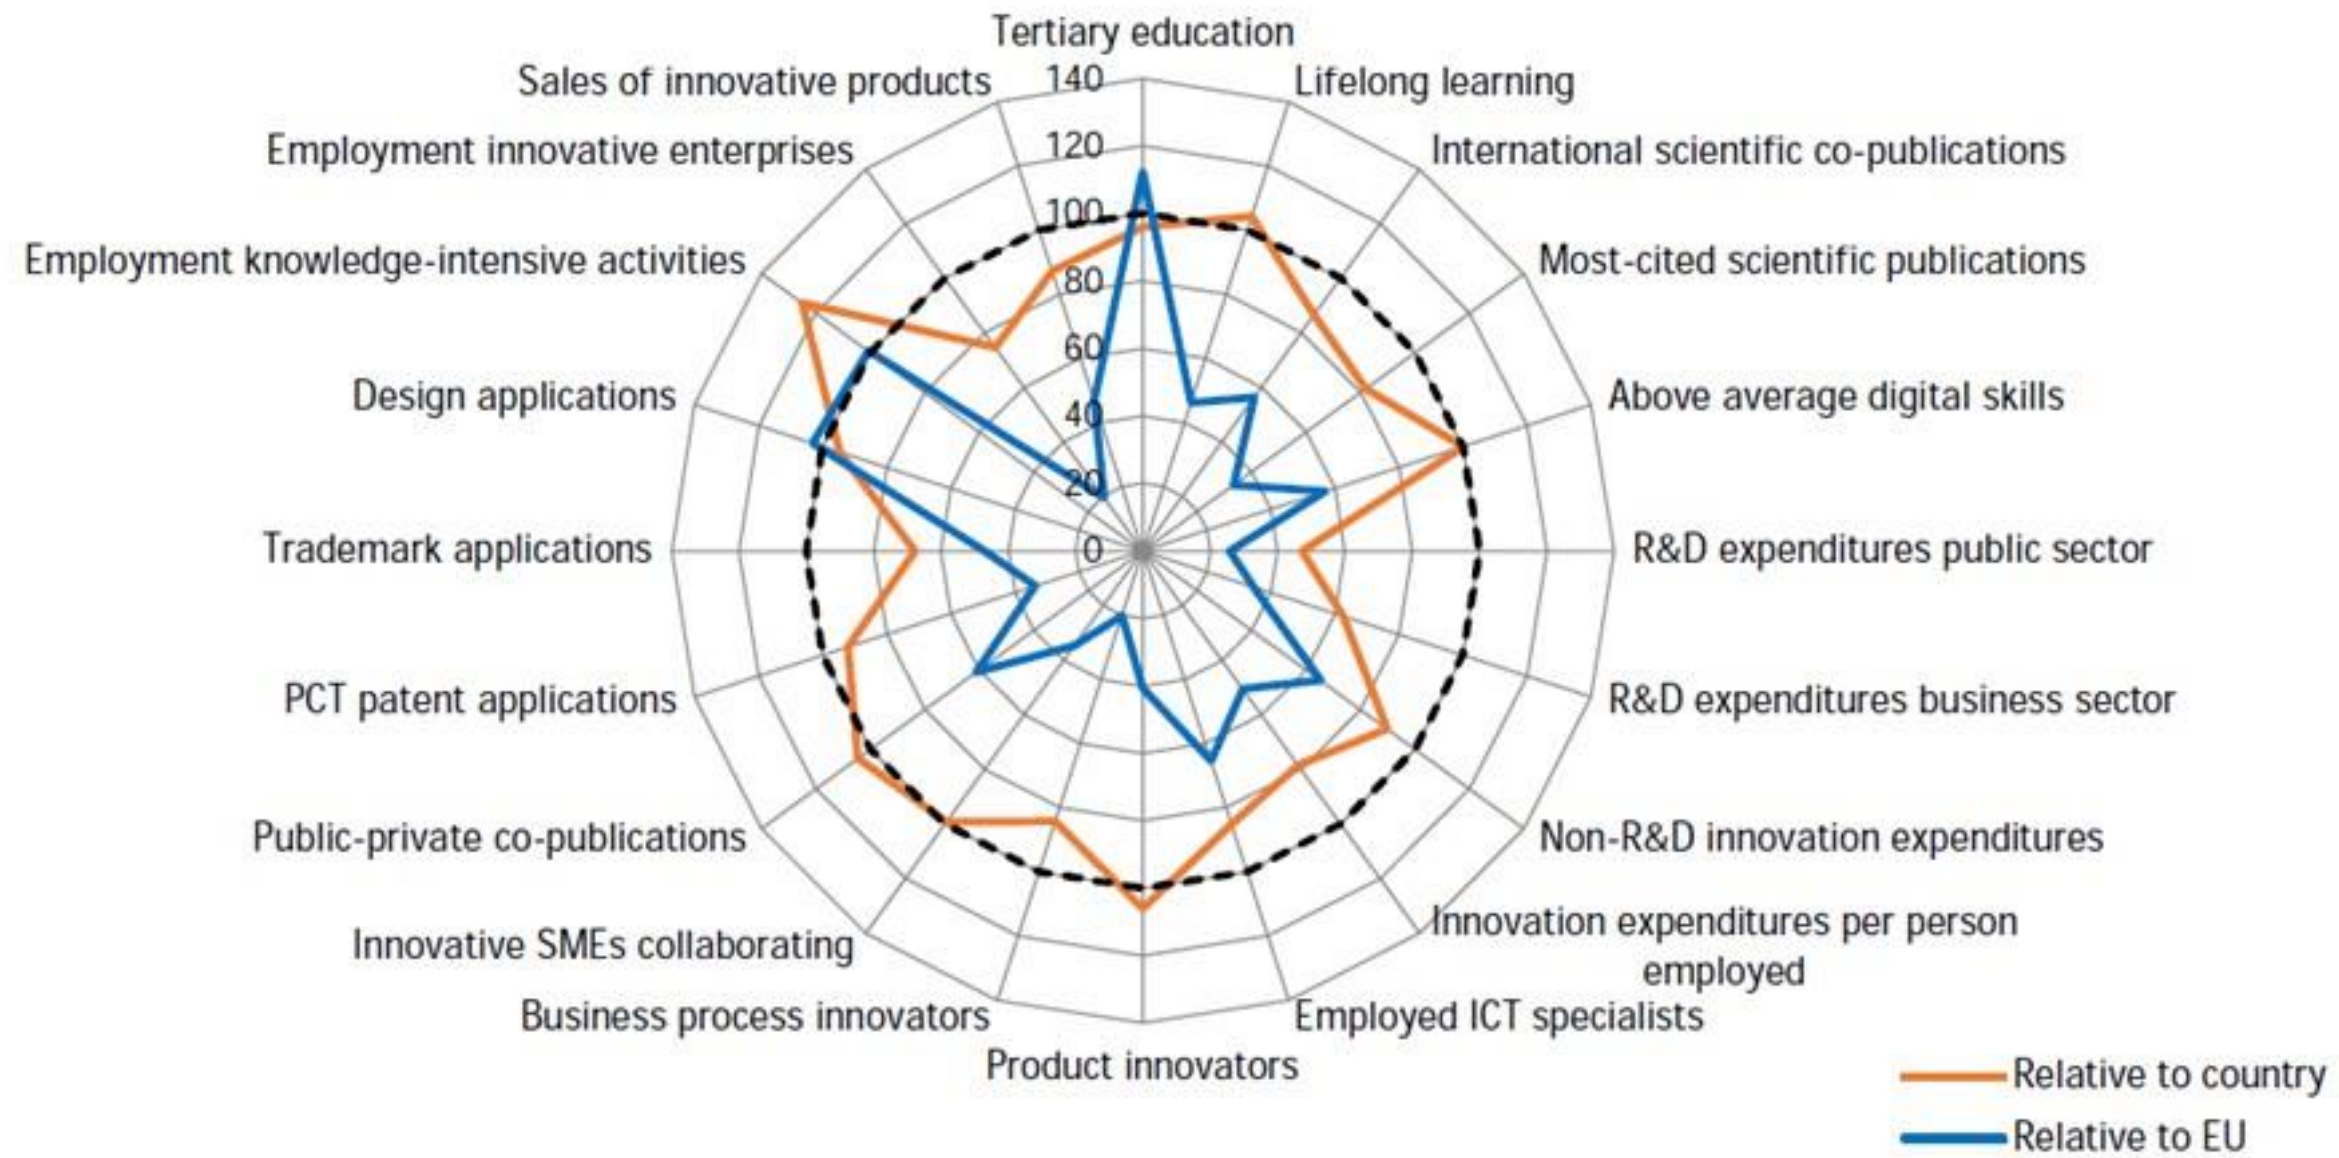 Tertiary education
Sales of innovative products
140
Lifelong learning
120
Employment innovative enterprises
International scientific co-publications
100
Employment knowledge-intensive activities
80
Most-cited scientific publications
60
Design applications
40
Above average digital skills
20
Trademark applications
0
R&D expenditures public sector
PCT patent applications
R&D expenditures business sector
Public-private co-publications
Non-R&D innovation expenditures
Innovative SMEs collaborating
Innovation expenditures per person
employed
Business process innovators
Employed ICT specialists
Product innovators
Relative to country
Relative to EU